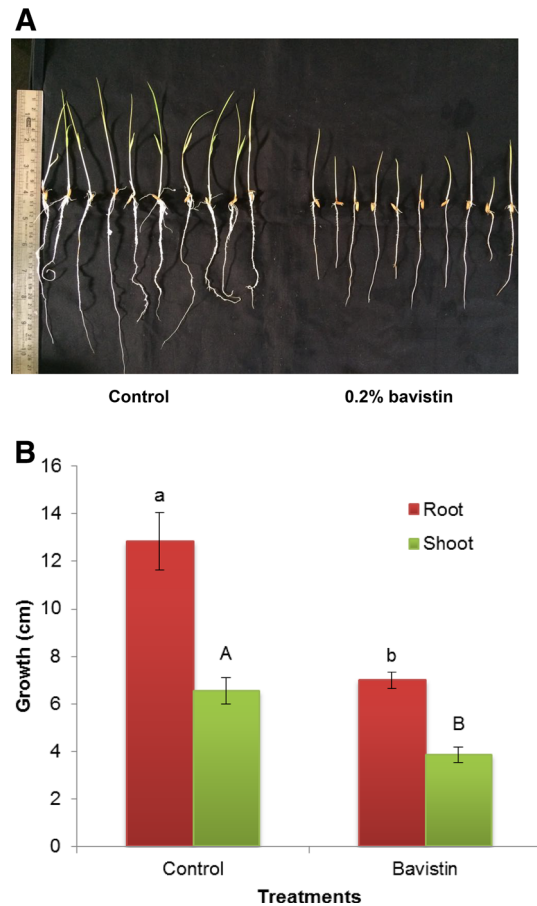 A
Control 0.2% bavistin
B
16
14
12
10
8
6
4
2
0
Growth (cm)
a
A
b
B
Root
Shoot
Control Bavistin
Treatments